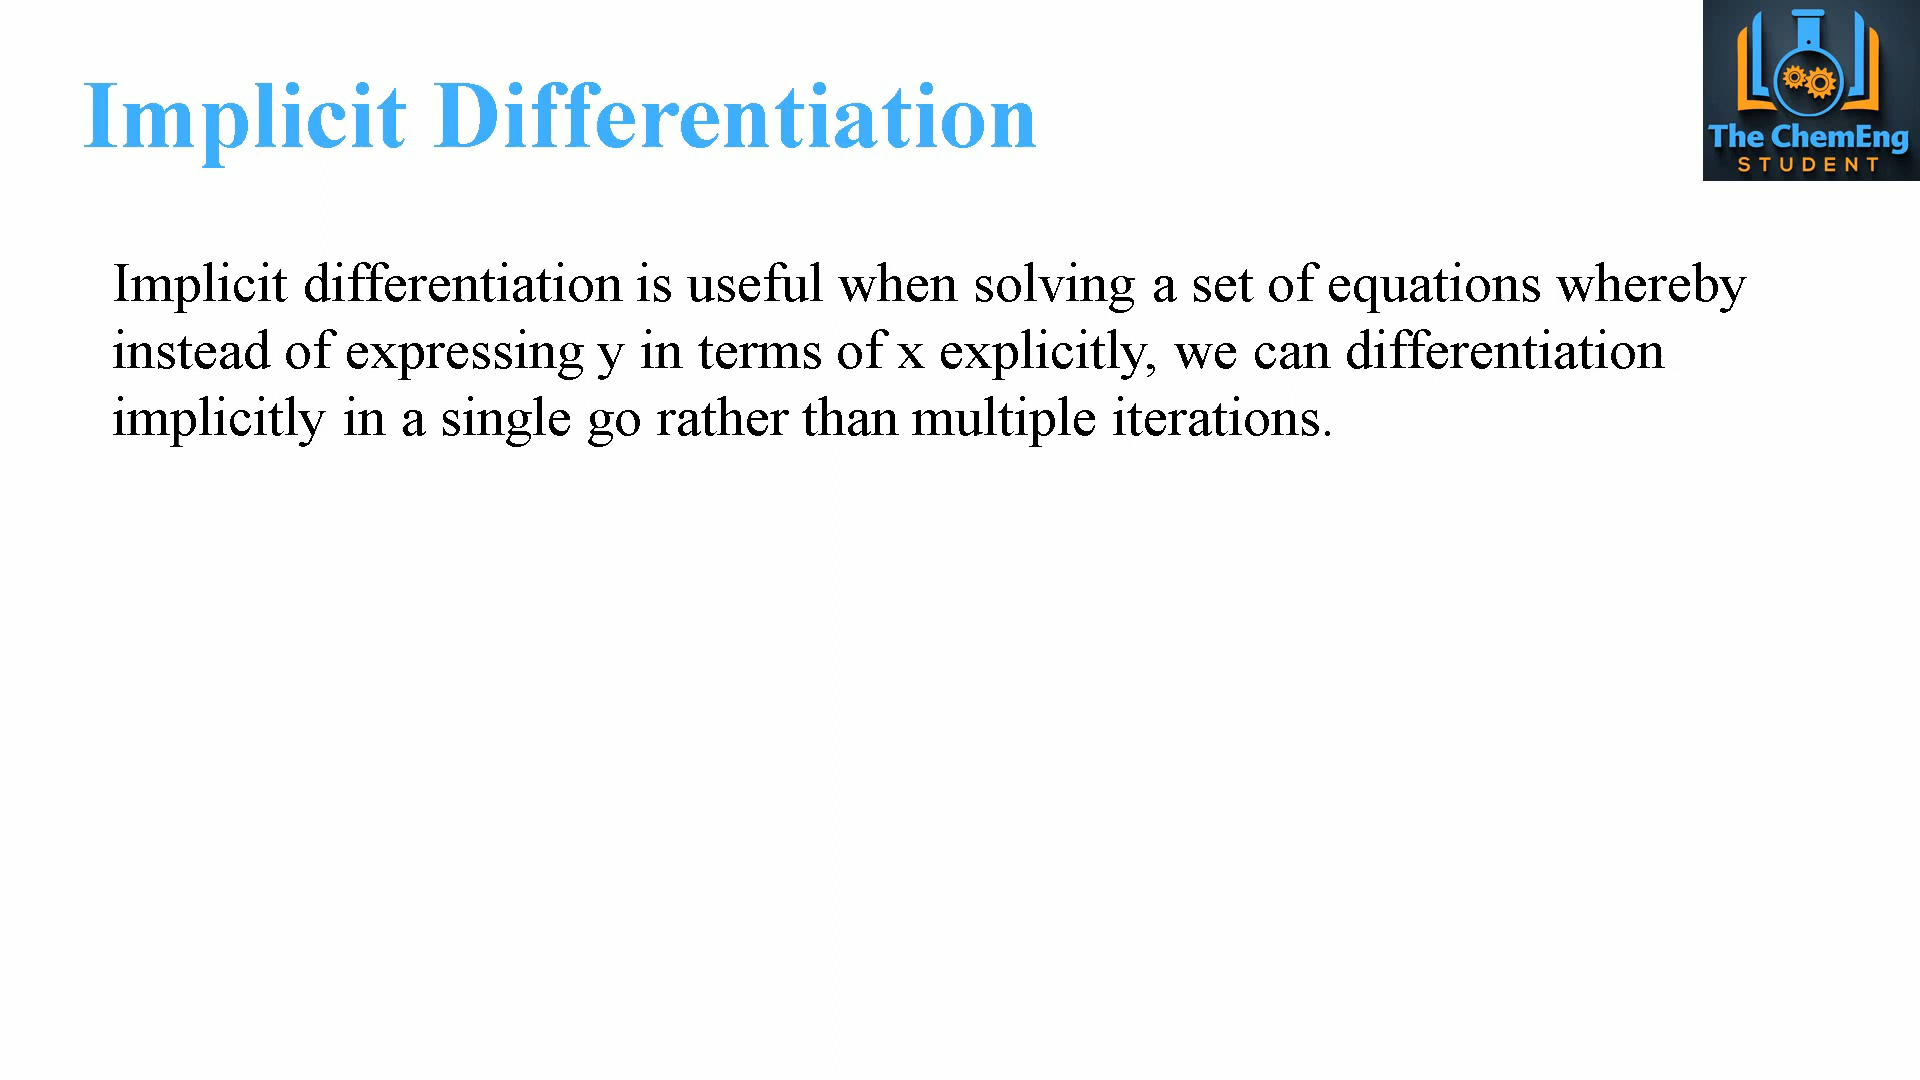 Implicit Differentiation
The ChemEng
STUDENT
Implicit differentiation is useful when solving a set of equations whereby
instead of expressing y in terms of x explicitly, we can differentiation
implicitly in a single go rather than multiple iterations.